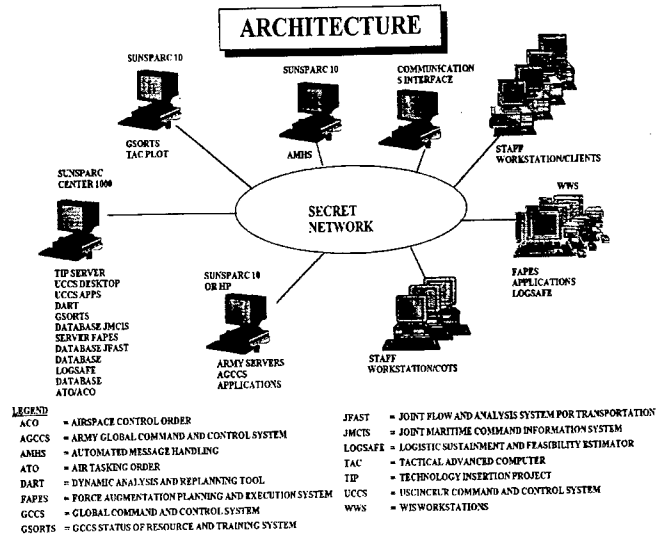 ARCHITECTURE
SUNSPARC 10
GSORTS
TAC PLOT
SUNSPARC 10
AMHS
COMMUNICATION
S INTERFACE
STAFF
WORKSTATION/CLIENTS
SUNSPARC
CENTER 1000
TIP SERVER
UCCS DESKTOP
UCCS APPS
DART
GSORTS
DATABASE JMCIS
SERVER FAPES
DATABASE JFAST
DATABASE
LOGSAFE
DATABASE
ATO/ACO
SECRET
NETWORK
WWS
FAPES
APPLICATIONS
LOGSAFE
SUNSPARC 10
OR HP
ARMY SERVERS
AGCCS
APPLICATIONS
STAFF
WORKSTATION/COTS
LEGEND
ACO = AIRSPACE CONTROL ORDER
AGCCS = ARMY GLOBAL COMMAND AND CONTROL SYSTEM
AMHS = AUTOMATED MESSAGE HANDLING
ATO = AIR TASKING ORDER
DART = DYNAMIC ANALYSIS AND REPLANNING TOOL
FAPES = FORCE AUGMENTATION PLANNING AND EXECUTION SYSTEM
GCCS = GLOBAL COMMAND AND CONTROL SYSTEM
GSORTS = GCCS STATUS OF RESOURCE AND TRAINING SYSTEM
JFAST = JOINT FLOW AND ANALYSIS SYSTEM FOR TRANSPORTATION
JMCIS = JOINT MARITIME COMMAND INFORMATION SYSTEM
LOGSAFE = LOGISTIC SUSTAINMENT AND FEASIBILITY ESTIMATOR
TAC = TACTICAL ADVANCED COMPUTER
TIP = TECHNOLOGY INSERTION PROJECT
UCCS = USCINCEUR COMMAND AND CONTROL SYSTEM
WWS = WIS WORKSTATIONS